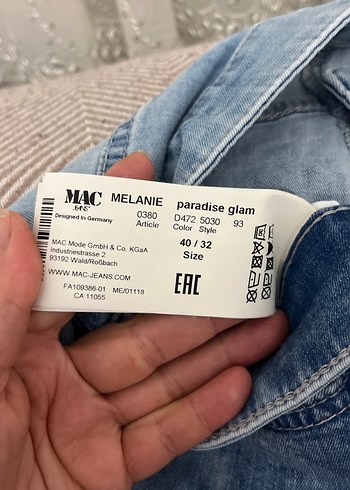 MAC MELANIE paradise glam
JEANS
0380 D472 5030 93
Article Color Style
Designed in Germany
40 / 32
Size
MAC Mode GmbH & Co. KGaA
Industriestrasse 2
93192 Wald/Roßbach
WWW.MAC-JEANS.COM
EAC
FA109386-01 ME/01118
CA 11055